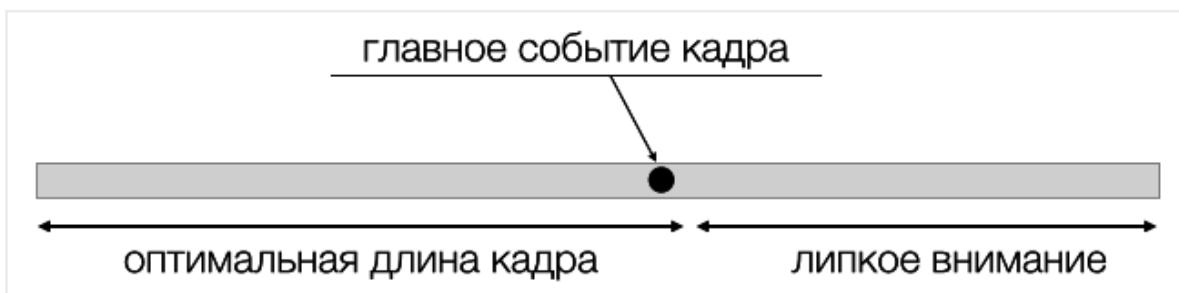 главное событие кадра
оптимальная длина кадра
липкое внимание